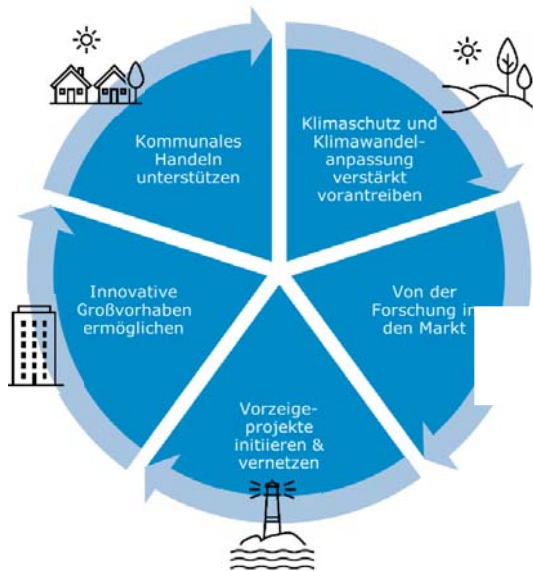 Kommunales
Handeln
unterstützen
Klimaschutz und
Klimawandel-
anpassung
verstärkt
vorantreiben
Von der
Forschung in
den Markt
Vorzeige-
projekte
initiieren &
vernetzen
Innovative
Großvorhaben
ermöglichen